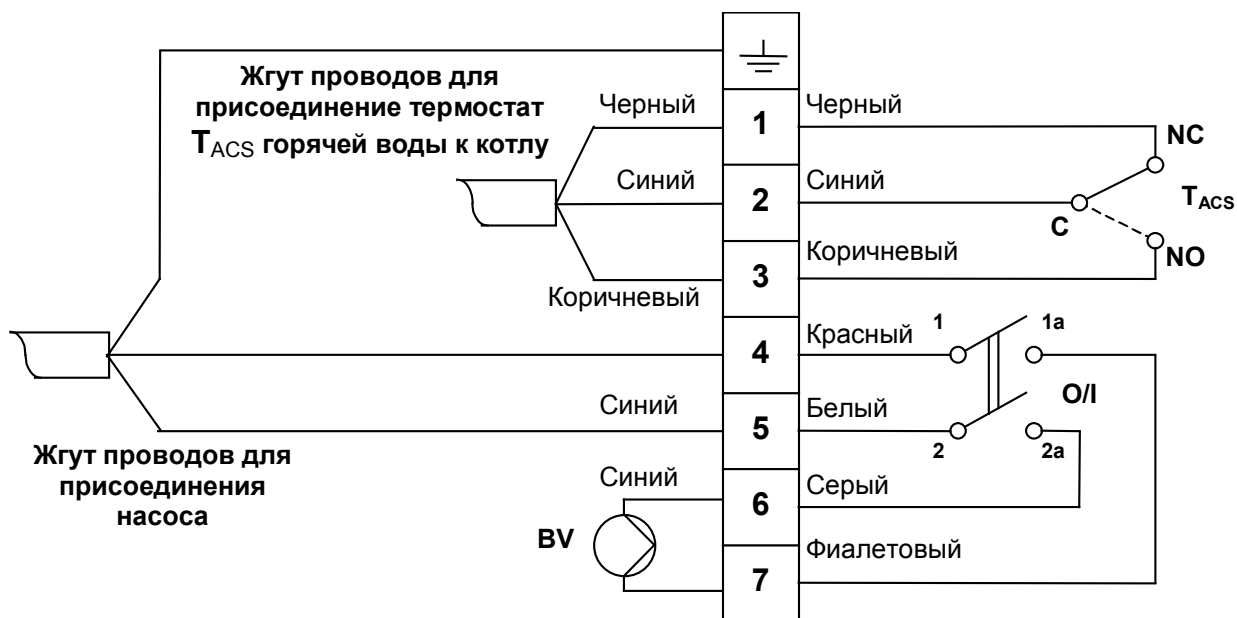 Жгут проводов для
присоединение термостат
TACS горячей воды к котлу
Черный
1
Черный
NC
Синий
2
Синий
C
TACS
Коричневый
3
Коричневый
NO
4
Красный
1
1a
O/I
Синий
5
Белый
2
2a
Жгут проводов для
присоединения
насоса
Синий
6
Серый
BV
7
Фиалетовый